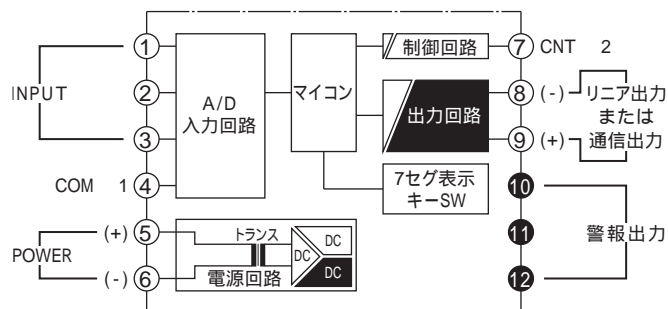 INPUT
1
2
3
COM 1 4
POWER
(+) 5
(-) 6
A/D
入力回路
マイコン
制御回路
出力回路
7セグ表示
キーSW
トランス
電源回路
DC
DC
DC
7 CNT 2
8 (-)
9 (+)
リニア出力
または
通信出力
10
11
12
警報出力